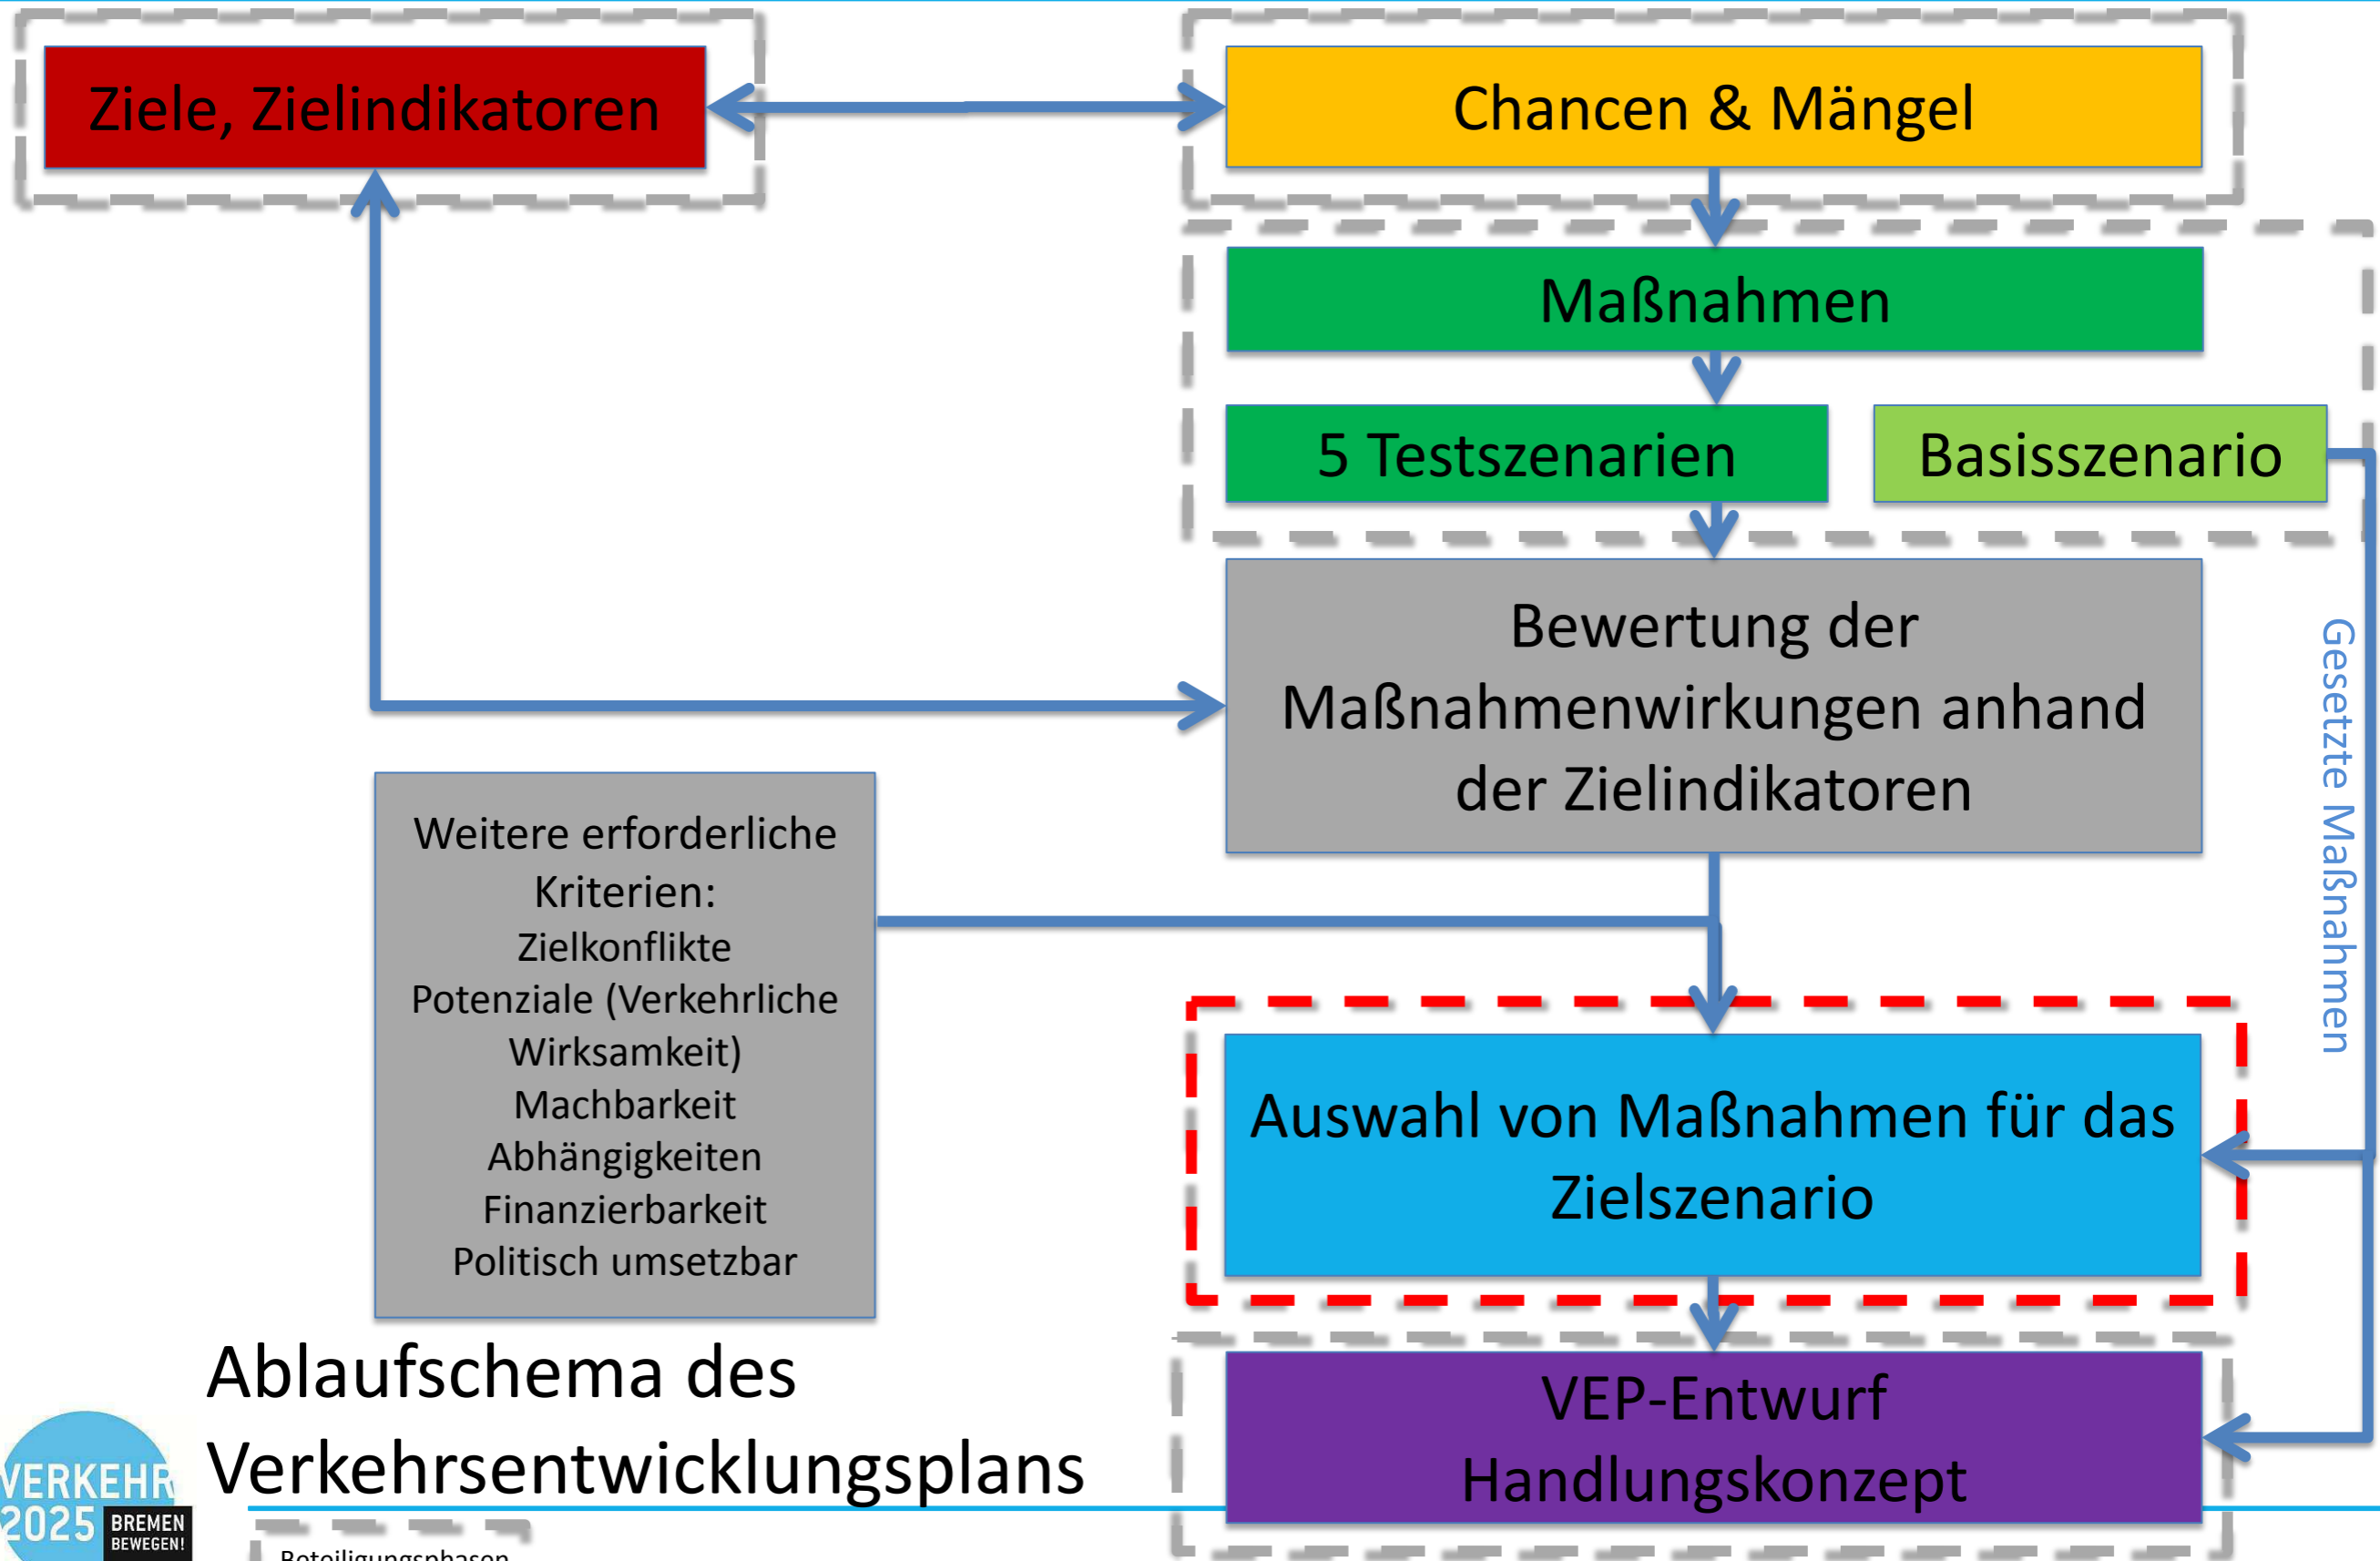 Ziele, Zielindikatoren
Chancen & Mängel
Maßnahmen
5 Testszenarien
Basisszenario
Bewertung der
Maßnahmenwirkungen anhand
der Zielindikatoren
Gesetzte Maßnahmen
Weitere erforderliche
Kriterien:
Zielkonflikte
Potenziale (Verkehrliche
Wirksamkeit)
Machbarkeit
Abhängigkeiten
Finanzierbarkeit
Politisch umsetzbar
Auswahl von Maßnahmen für das
Zielszenario
VEP-Entwurf
Handlungskonzept
Ablaufschema des
Verkehrsentwicklungsplans
VERKEHR
2025
BREMEN
BEWEGEN!
Beteiligungsphasen